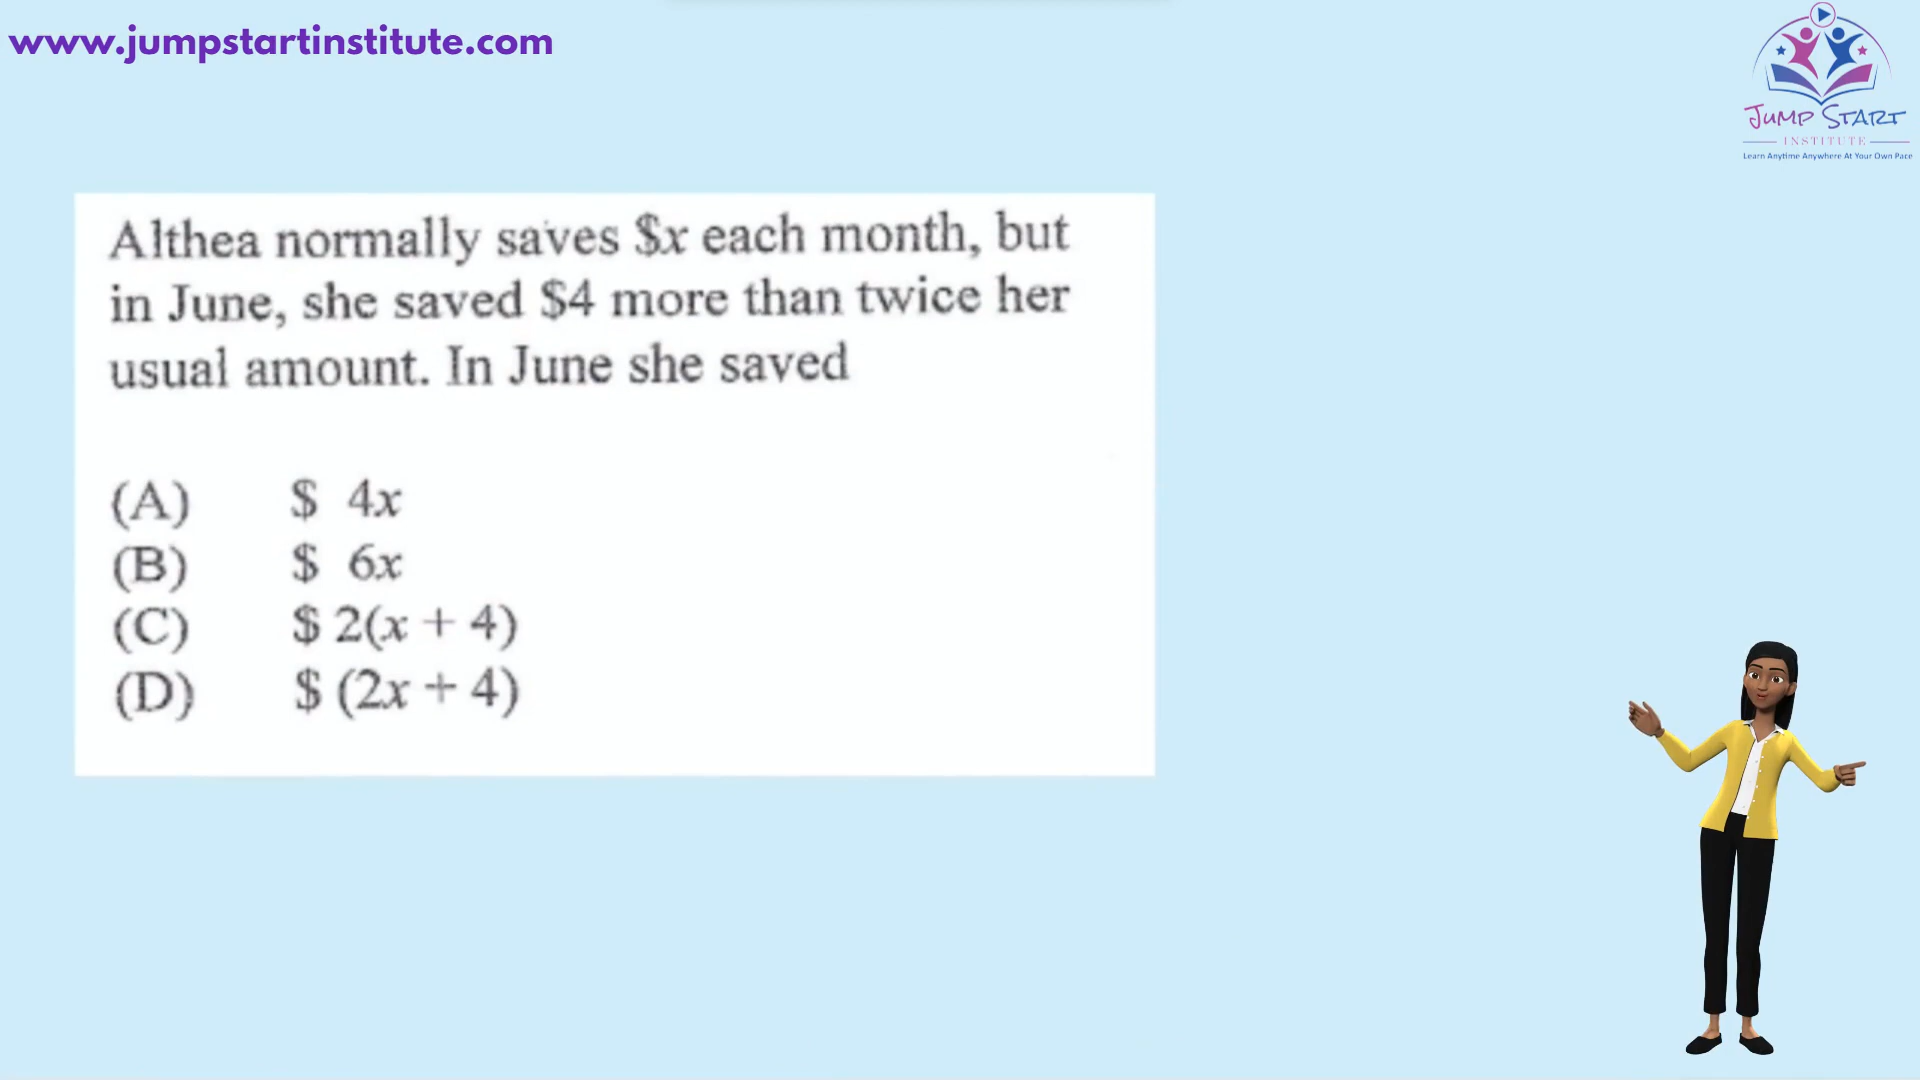 www.jumpstartinstitute.com
JUMP START
INSTITUTE
Learn Anytime Anywhere At Your Own Pace
Althea normally saves $x each month, but
in June, she saved $4 more than twice her
usual amount. In June she saved
(A) $ 4x
(B) $ 6x
(C) $ 2(x + 4)
(D) $ (2x + 4)